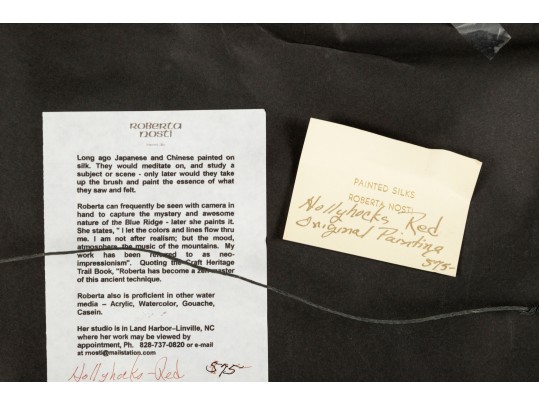 Roberta
Nosti
Long ago Japanese and Chinese painted on
silk. They would meditate on, and study a
subject or scene - only later would they take
up the brush and paint the essence of what
they saw and felt.
Roberta can frequently be seen with camera in
hand to capture the mystery and awesome
nature of the Blue Ridge - later she paints it.
She states, " I let the colors and lines flow thru
me. I am not after realism; but the mood,
atmosphere, the music of the mountains. My
work has been referred to as neo-
impressionism". Quoting the Craft Heritage
Trail Book, "Roberta has become a zen master
of this ancient technique.
Roberta also is proficient in other water
media – Acrylic, Watercolor, Gouache,
Casein.
Her studio is in Land Harbor–Linville, NC
where her work may be viewed by
appointment, Ph. 828-737-0820 or e-mail
at rnosti@mailstation.com
Hollyhocks - Red $75-
PAINTED SILKS
ROBERTA NOSTI
Hollyhocks Red
Original Painting
$75-